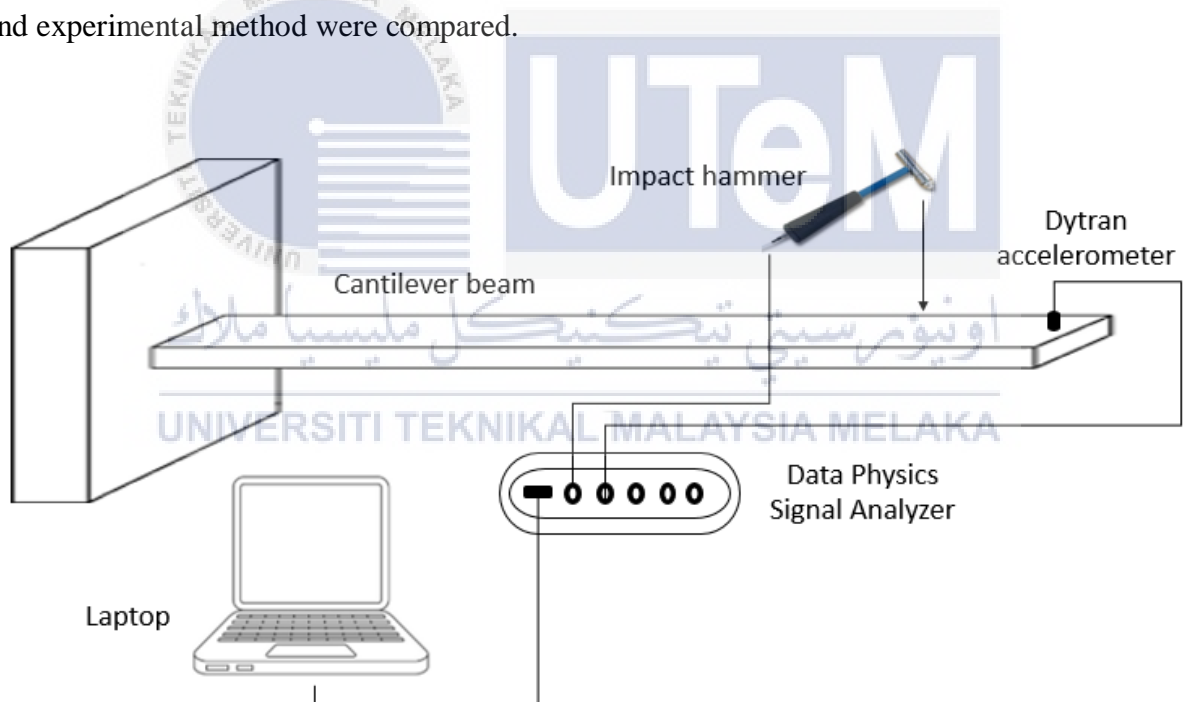 nd experimental method were compared.
UTeM
Impact hammer
Dytran
accelerometer
Cantilever beam
اونيۏرسيتي تيكنيكل مليسيا ملاك
UNIVERSITI TEKNIKAL MALAYSIA MELAKA
Data Physics
Signal Analyzer
Laptop